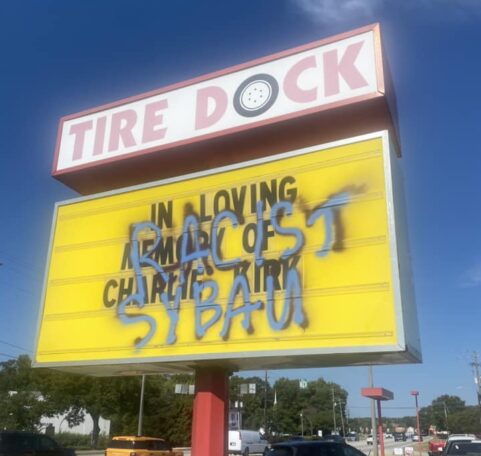 TIRE DOCK
IN LOVING
MEMORY OF
CHARLIE KIRK
RACIST
SYBAU